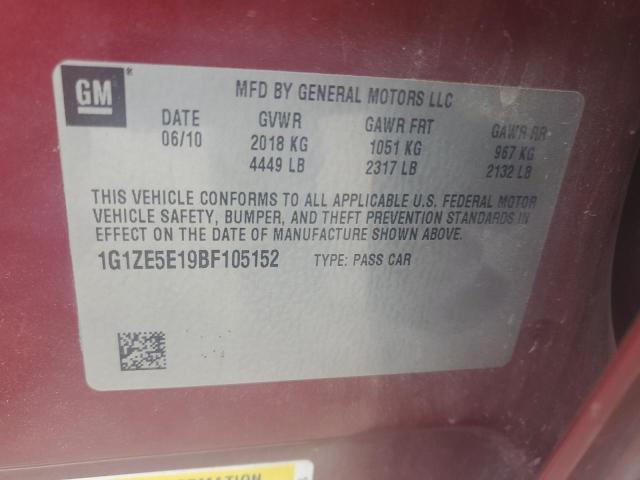 GM
MFD BY GENERAL MOTORS LLC
DATE GVWR GAWR FRT GAWR RR
06/10 2018 KG 1051 KG 967 KG
4449 LB 2317 LB 2132 LB
THIS VEHICLE CONFORMS TO ALL APPLICABLE U.S. FEDERAL MOTOR
VEHICLE SAFETY, BUMPER, AND THEFT PREVENTION STANDARDS IN
EFFECT ON THE DATE OF MANUFACTURE SHOWN ABOVE.
1G1ZE5E19BF105152 TYPE: PASS CAR